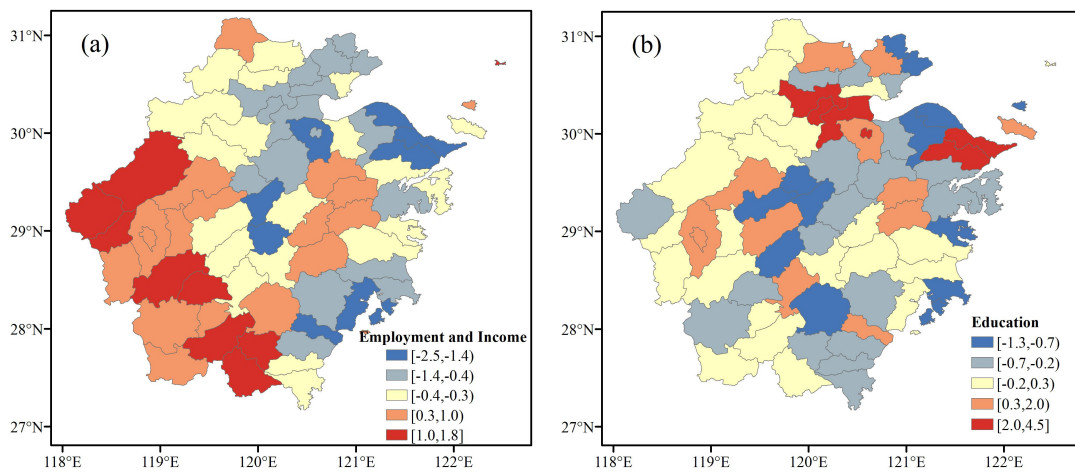 (a)
31°N
30°N
29°N
28°N
27°N
118°E 119°E 120°E 121°E 122°E
Employment and Income
[-2.5,-1.4)
[-1.4,-0.4)
[-0.4,-0.3)
[0.3,1.0)
[1.0,1.8]
(b)
31°N
30°N
29°N
28°N
27°N
118°E 119°E 120°E 121°E 122°E
Education
[-1.3,-0.7)
[-0.7,-0.2)
[-0.2,0.3)
[0.3,2.0)
[2.0,4.5]